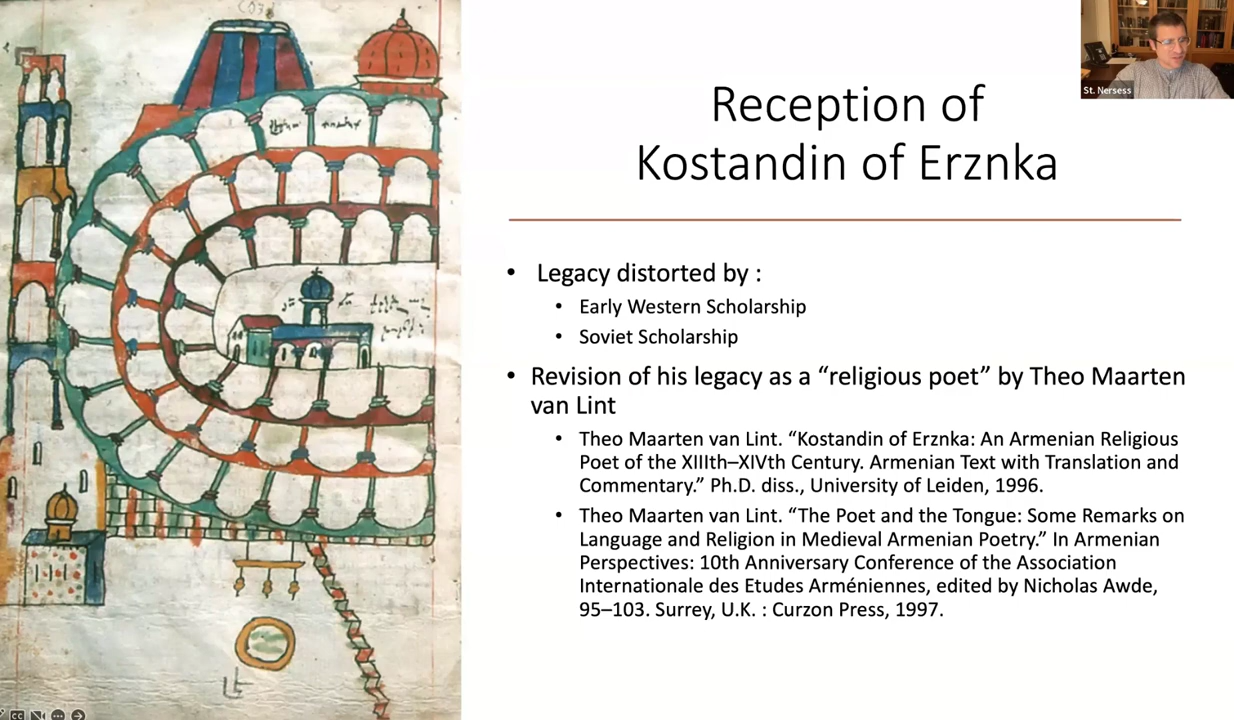 Reception of
Kostandin of Erznka
St. Nersess
• Legacy distorted by :
• Early Western Scholarship
• Soviet Scholarship
• Revision of his legacy as a “religious poet” by Theo Maarten
van Lint
• Theo Maarten van Lint. “Kostandin of Erznka: An Armenian Religious
Poet of the XIIIth–XIVth Century. Armenian Text with Translation and
Commentary.” Ph.D. diss., University of Leiden, 1996.
• Theo Maarten van Lint. “The Poet and the Tongue: Some Remarks on
Language and Religion in Medieval Armenian Poetry.” In Armenian
Perspectives: 10th Anniversary Conference of the Association
Internationale des Etudes Arméniennes, edited by Nicholas Awde,
95–103. Surrey, U.K. : Curzon Press, 1997.
CC